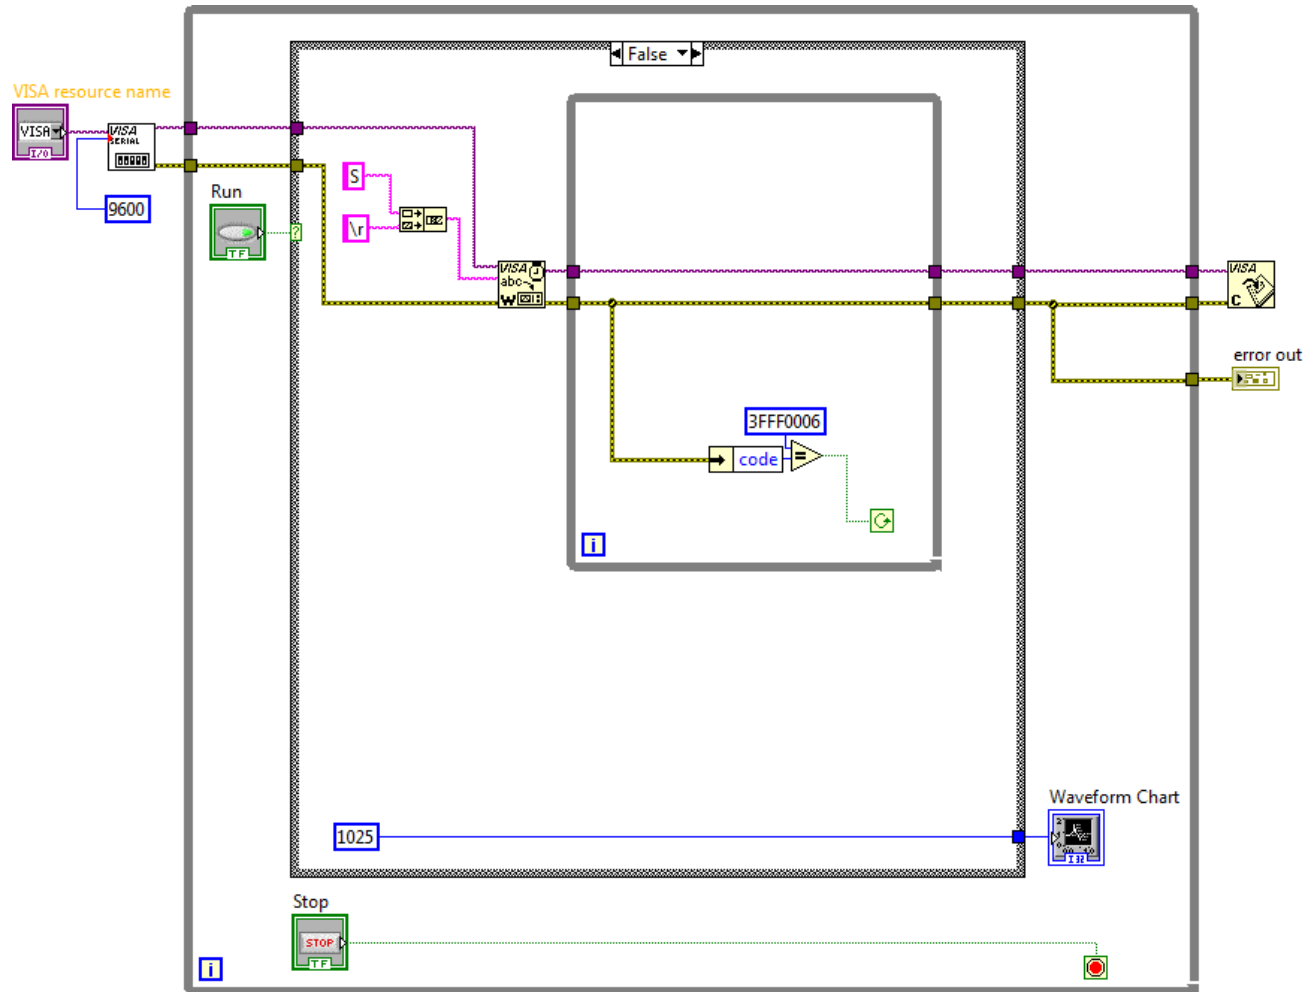 False
VISA resource name
VISA
I/O
VISA
SERIAL
9600
Run
TF
?
S
\r
VISA
abc
W
VISA
C
error out
3FFF0006
code
=
i
1025
Waveform Chart
I32
Stop
STOP
TF
i